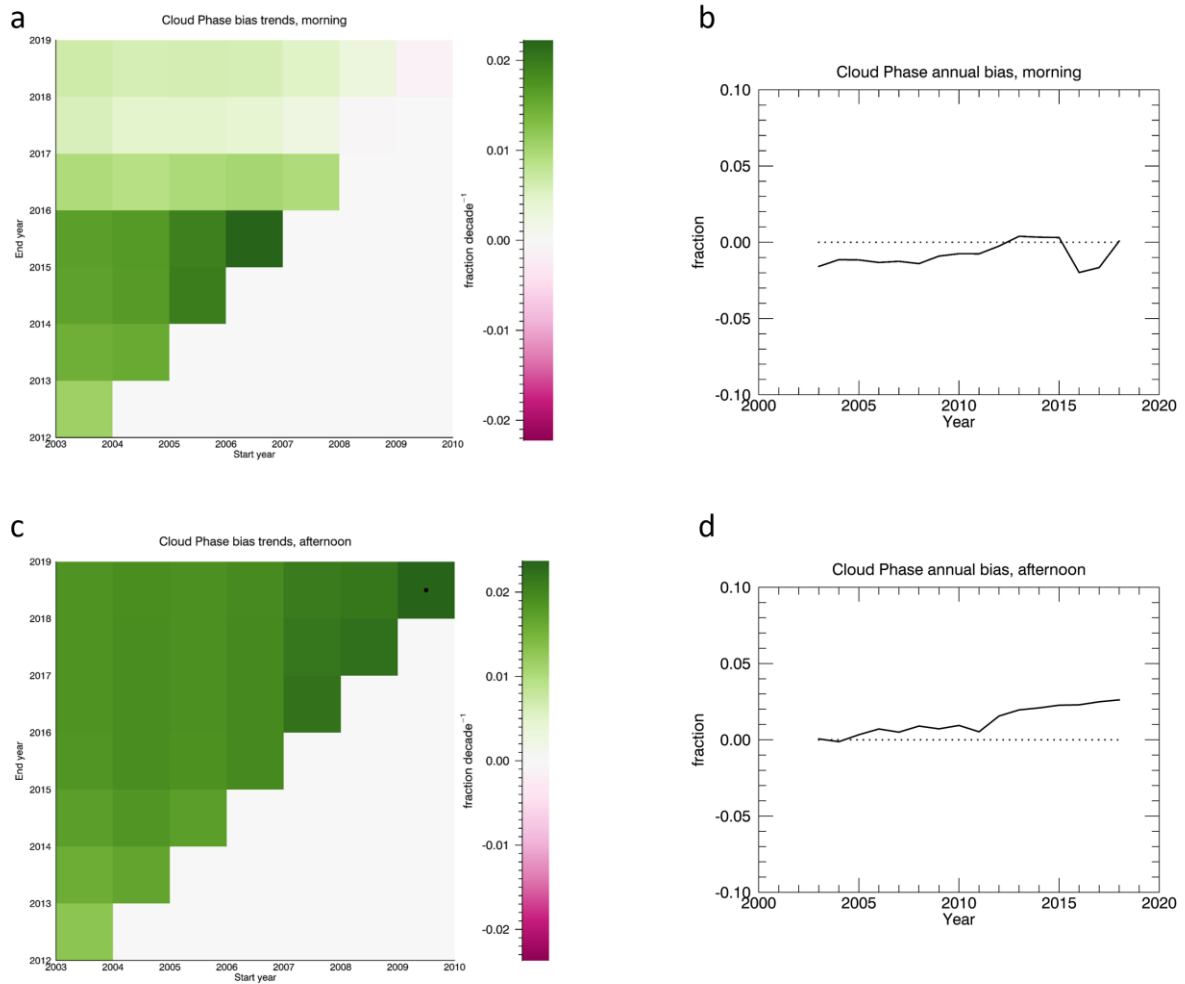 a
Cloud Phase bias trends, morning
2019
2018
2017
2016
2015
2014
2013
2012
End year
2003 2004 2005 2006 2007 2008 2009 2010
Start year
0.02
0.01
0.00
-0.01
-0.02
fraction decade⁻¹
b
Cloud Phase annual bias, morning
0.10
0.05
0.00
-0.05
-0.10
fraction
2000 2005 2010 2015 2020
Year
c
Cloud Phase bias trends, afternoon
2019
2018
2017
2016
2015
2014
2013
2012
End year
2003 2004 2005 2006 2007 2008 2009 2010
Start year
0.02
0.01
0.00
-0.01
-0.02
fraction decade⁻¹
d
Cloud Phase annual bias, afternoon
0.10
0.05
0.00
-0.05
-0.10
fraction
2000 2005 2010 2015 2020
Year